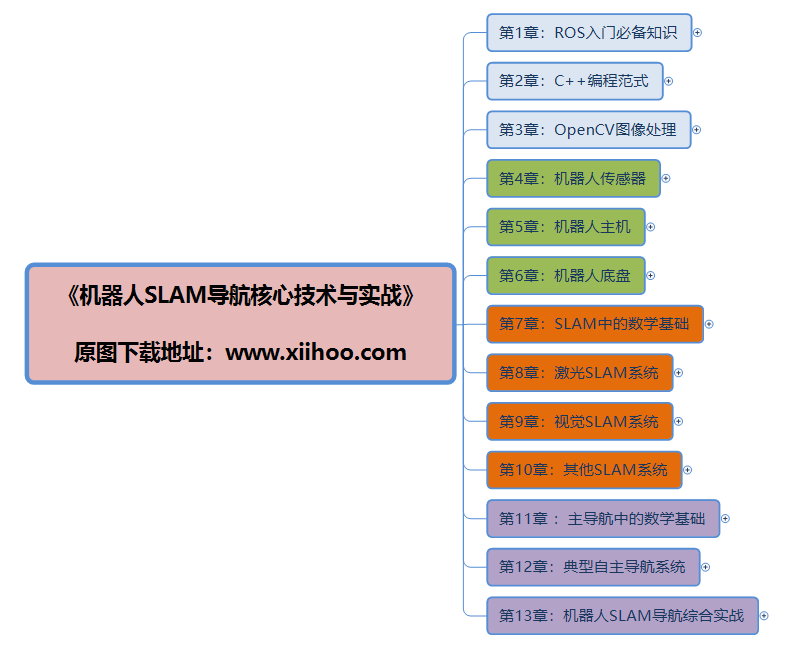 《机器人SLAM导航核心技术与实战》
原图下载地址：www.xiihoo.com
第1章：ROS入门必备知识
第2章：C++编程范式
第3章：OpenCV图像处理
第4章：机器人传感器
第5章：机器人主机
第6章：机器人底盘
第7章：SLAM中的数学基础
第8章：激光SLAM系统
第9章：视觉SLAM系统
第10章：其他SLAM系统
第11章 ：主导航中的数学基础
第12章：典型自主导航系统
第13章：机器人SLAM导航综合实战